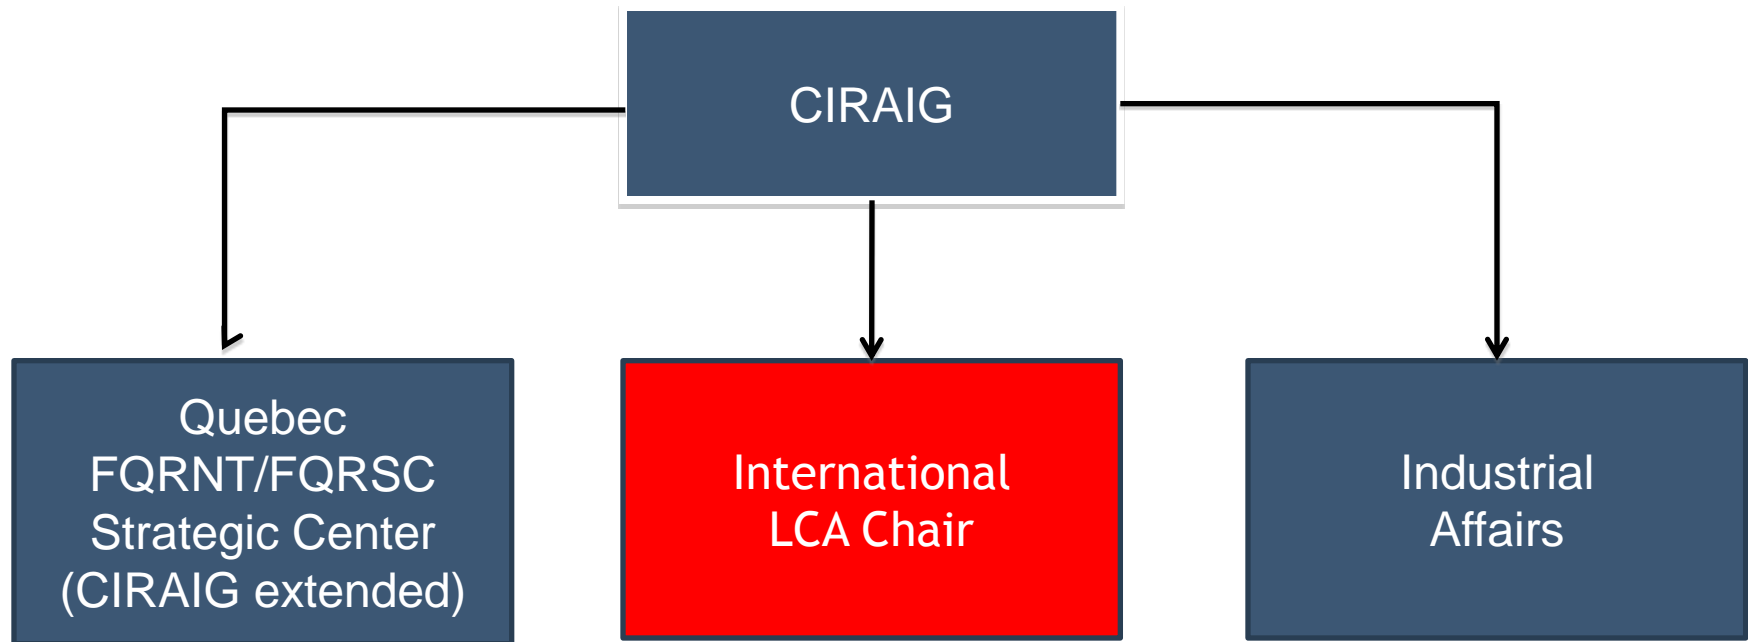 CIRAIG
Quebec
FQRNT/FQRSC
Strategic Center
(CIRAIG extended)
International
LCA Chair
Industrial
Affairs